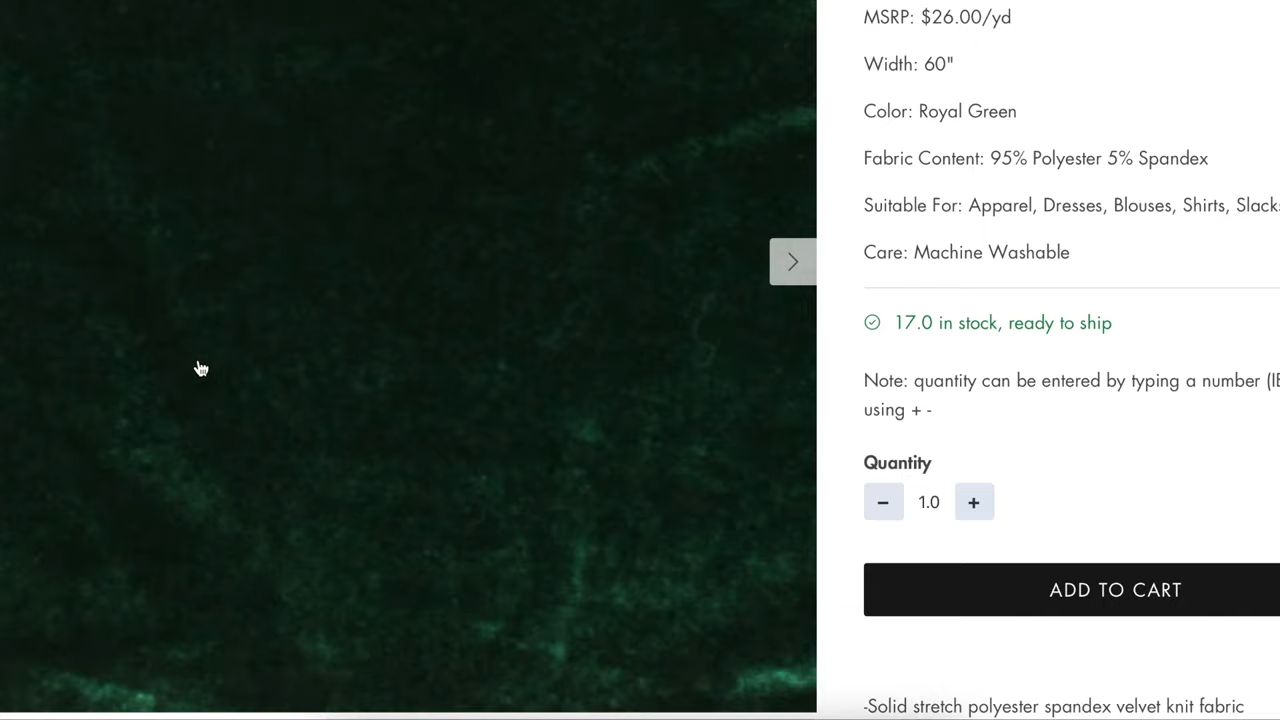 MSRP: $26.00/yd
Width: 60"
Color: Royal Green
Fabric Content: 95% Polyester 5% Spandex
Suitable For: Apparel, Dresses, Blouses, Shirts, Slacks
Care: Machine Washable
17.0 in stock, ready to ship
Note: quantity can be entered by typing a number (IE
using + -
Quantity
− 1.0 +
ADD TO CART
-Solid stretch polyester spandex velvet knit fabric